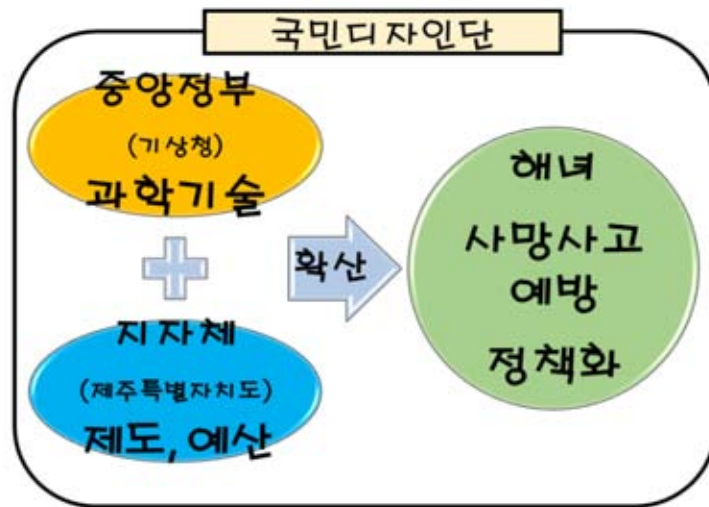 국민디자인단
중앙정부
(기상청)
과학기술
지자체
(제주특별자치도)
제도, 예산
확산
해녀
사망사고
예방
정책화